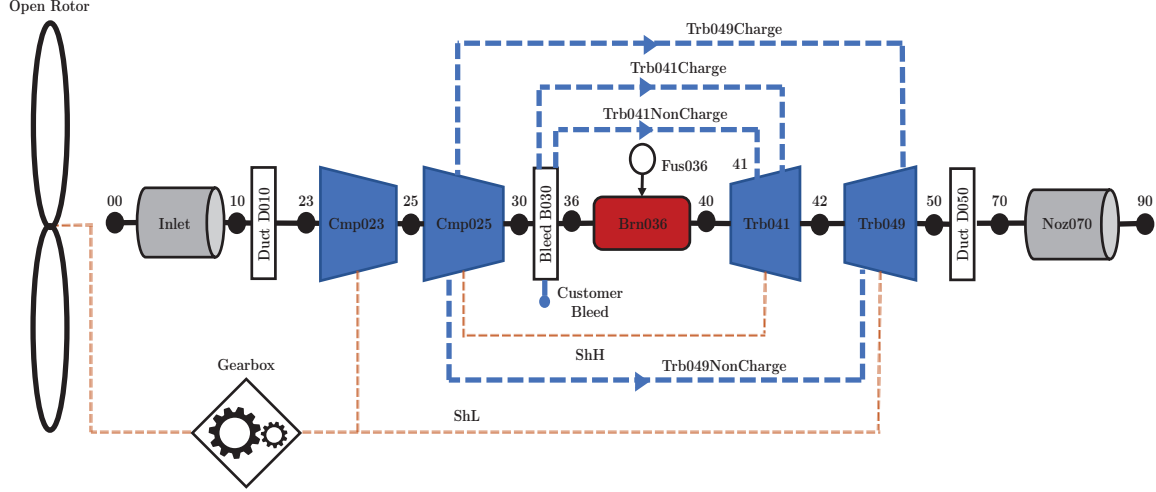 Open Rotor
Trb049Charge
Trb041Charge
Trb041NonCharge
Fus036
41
00
10
23
25
30
36
40
42
50
70
90
Inlet
Duct D010
Cmp023
Cmp025
Bleed B030
Brn036
Trb041
Trb049
Duct D050
Noz070
Customer
Bleed
ShH
Trb049NonCharge
Gearbox
ShL